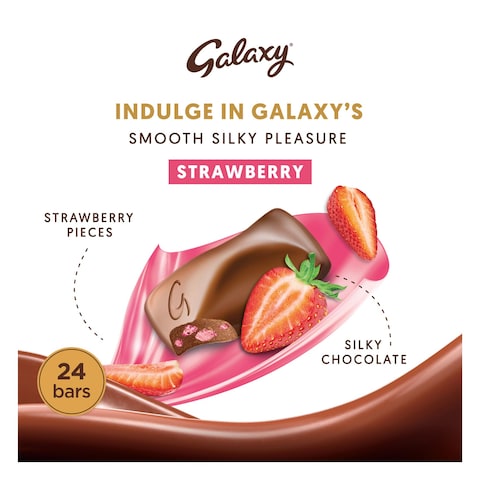 Galaxy®
INDULGE IN GALAXY'S
SMOOTH SILKY PLEASURE
STRAWBERRY
STRAWBERRY
PIECES
G
SILKY
CHOCOLATE
24
bars